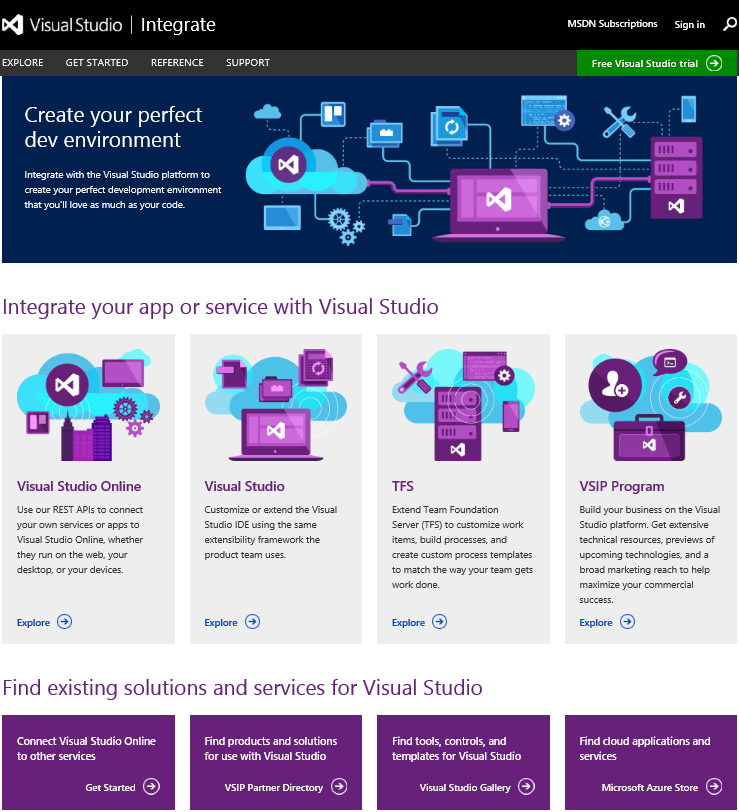 Visual Studio | Integrate
MSDN Subscriptions Sign in
EXPLORE GET STARTED REFERENCE SUPPORT
Free Visual Studio trial
Create your perfect
dev environment
Integrate with the Visual Studio platform to
create your perfect development environment
that you'll love as much as your code.
Integrate your app or service with Visual Studio
Visual Studio Online
Use our REST APIs to connect
your own services or apps to
Visual Studio Online, whether
they run on the web, your
desktop, or your devices.
Explore
Visual Studio
Customize or extend the Visual
Studio IDE using the same
extensibility framework the
product team uses.
Explore
TFS
Extend Team Foundation
Server (TFS) to customize work
items, build processes, and
create custom process templates
to match the way your team gets
work done.
Explore
VSIP Program
Build your business on the Visual
Studio platform. Get extensive
technical resources, previews of
upcoming technologies, and a
broad marketing reach to help
maximize your commercial
success.
Explore
Find existing solutions and services for Visual Studio
Connect Visual Studio Online
to other services
Get Started
Find products and solutions
for use with Visual Studio
VSIP Partner Directory
Find tools, controls, and
templates for Visual Studio
Visual Studio Gallery
Find cloud applications and
services
Microsoft Azure Store